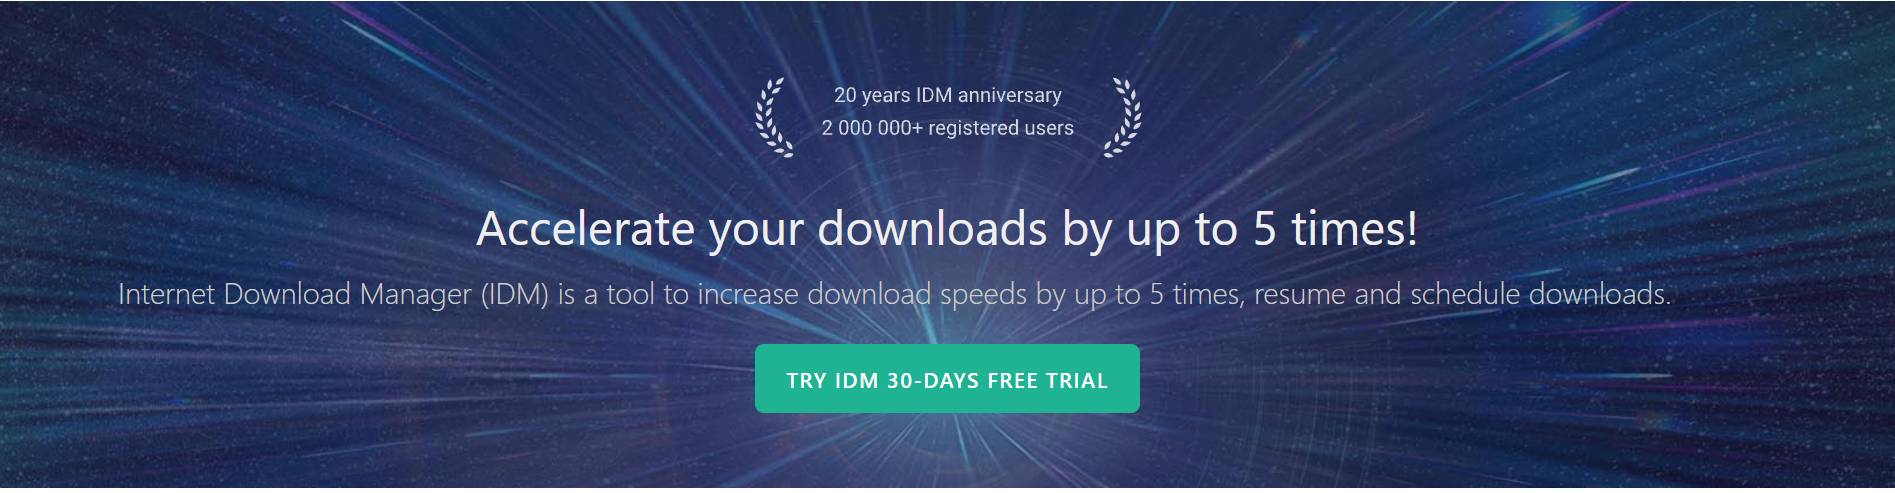 20 years IDM anniversary
2 000 000+ registered users
Accelerate your downloads by up to 5 times!
Internet Download Manager (IDM) is a tool to increase download speeds by up to 5 times, resume and schedule downloads.
TRY IDM 30-DAYS FREE TRIAL